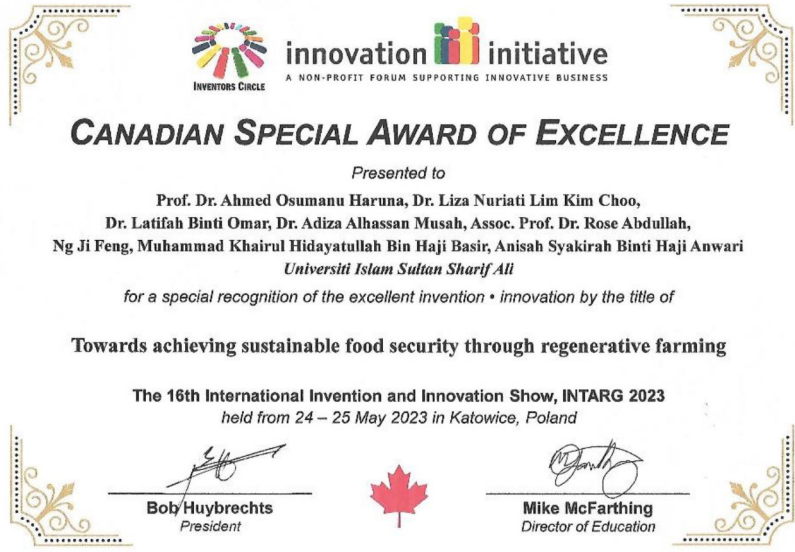 INVENTORS CIRCLE
innovation initiative
A NON-PROFIT FORUM SUPPORTING INNOVATIVE BUSINESS
CANADIAN SPECIAL AWARD OF EXCELLENCE
Presented to
Prof. Dr. Ahmed Osumanu Haruna, Dr. Liza Nuriati Lim Kim Choo,
Dr. Latifah Binti Omar, Dr. Adiza Alhassan Musah, Assoc. Prof. Dr. Rose Abdullah,
Ng Ji Feng, Muhammad Khairul Hidayatullah Bin Haji Basir, Anisah Syakirah Binti Haji Anwari
Universiti Islam Sultan Sharif Ali
for a special recognition of the excellent invention • innovation by the title of
Towards achieving sustainable food security through regenerative farming
The 16th International Invention and Innovation Show, INTARG 2023
held from 24 – 25 May 2023 in Katowice, Poland
Bob Huybrechts
President
Mike McFarthing
Director of Education